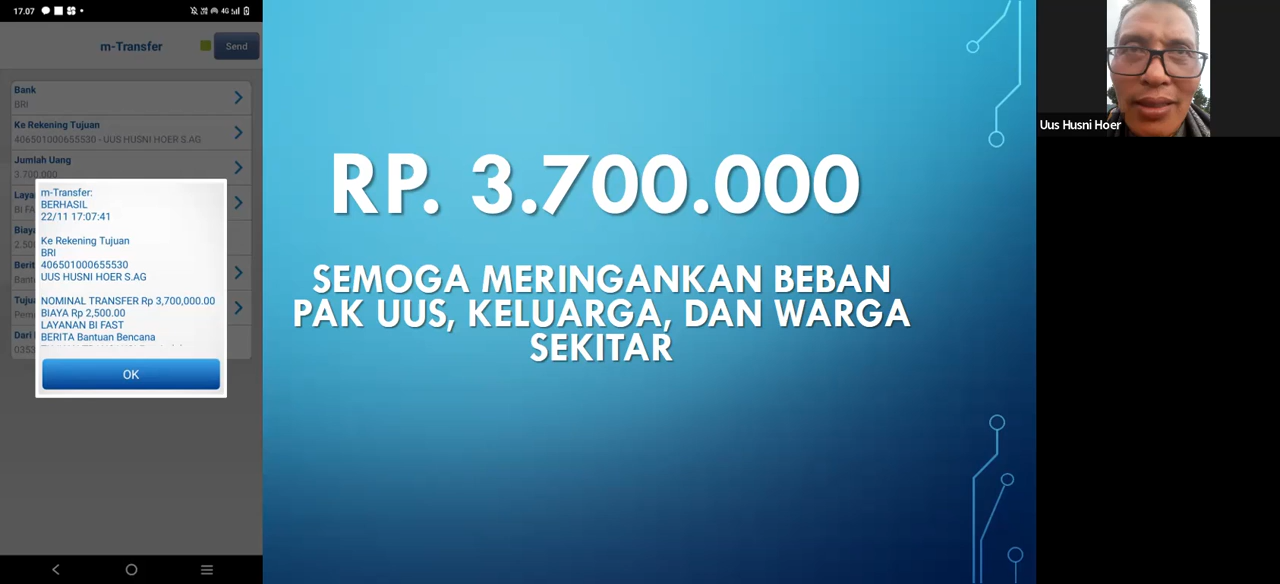 17.07
4G
m-Transfer
Send
Bank
BRI
Ke Rekening Tujuan
406501000655530 - UUS HUSNI HOER S.AG
Jumlah Uang
3.700.000
m-Transfer:
BERHASIL
22/11 17:07:41
Ke Rekening Tujuan
BRI
406501000655530
UUS HUSNI HOER S.AG
NOMINAL TRANSFER Rp 3,700,000.00
BIAYA Rp 2,500.00
LAYANAN BI FAST
BERITA Bantuan Bencana
OK
RP. 3.700.000
SEMOGA MERINGANKAN BEBAN
PAK UUS, KELUARGA, DAN WARGA
SEKITAR
Uus Husni Hoer